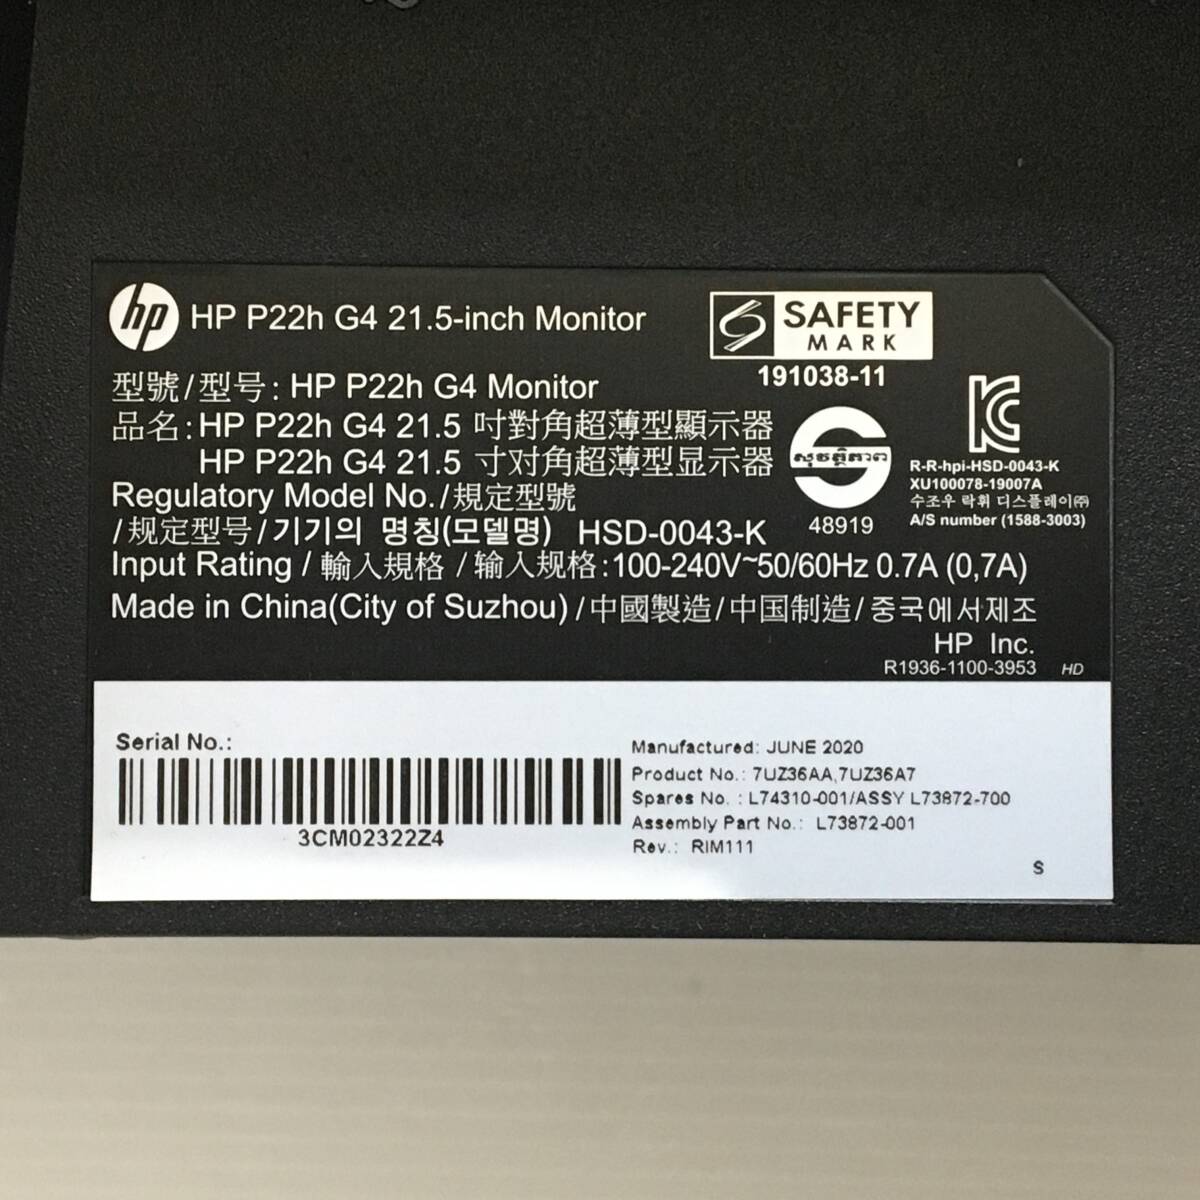 hp HP P22h G4 21.5-inch Monitor
SAFETY
MARK
191038-11
型號/型号: HP P22h G4 Monitor
品名:HP P22h G4 21.5 吋對角超薄型顯示器
HP P22h G4 21.5 寸对角超薄型显示器
Regulatory Model No./規定型號
/规定型号/기기의 명칭(모델명) HSD-0043-K
48919
R-R-hpi-HSD-0043-K
XU100078-19007A
수조우 락휘 디스플레이㈜
A/S number (1588-3003)
Input Rating / 輸入規格 / 输入规格:100-240V~50/60Hz 0.7A (0,7A)
Made in China(City of Suzhou)/中國製造/中国制造/중국에서제조
HP Inc.
R1936-1100-3953 HD
Serial No.:
3CM02322Z4
Manufactured: JUNE 2020
Product No.: 7UZ36AA,7UZ36A7
Spares No. : L74310-001/ASSY L73872-700
Assembly Part No.: L73872-001
Rev.: RIM111
S